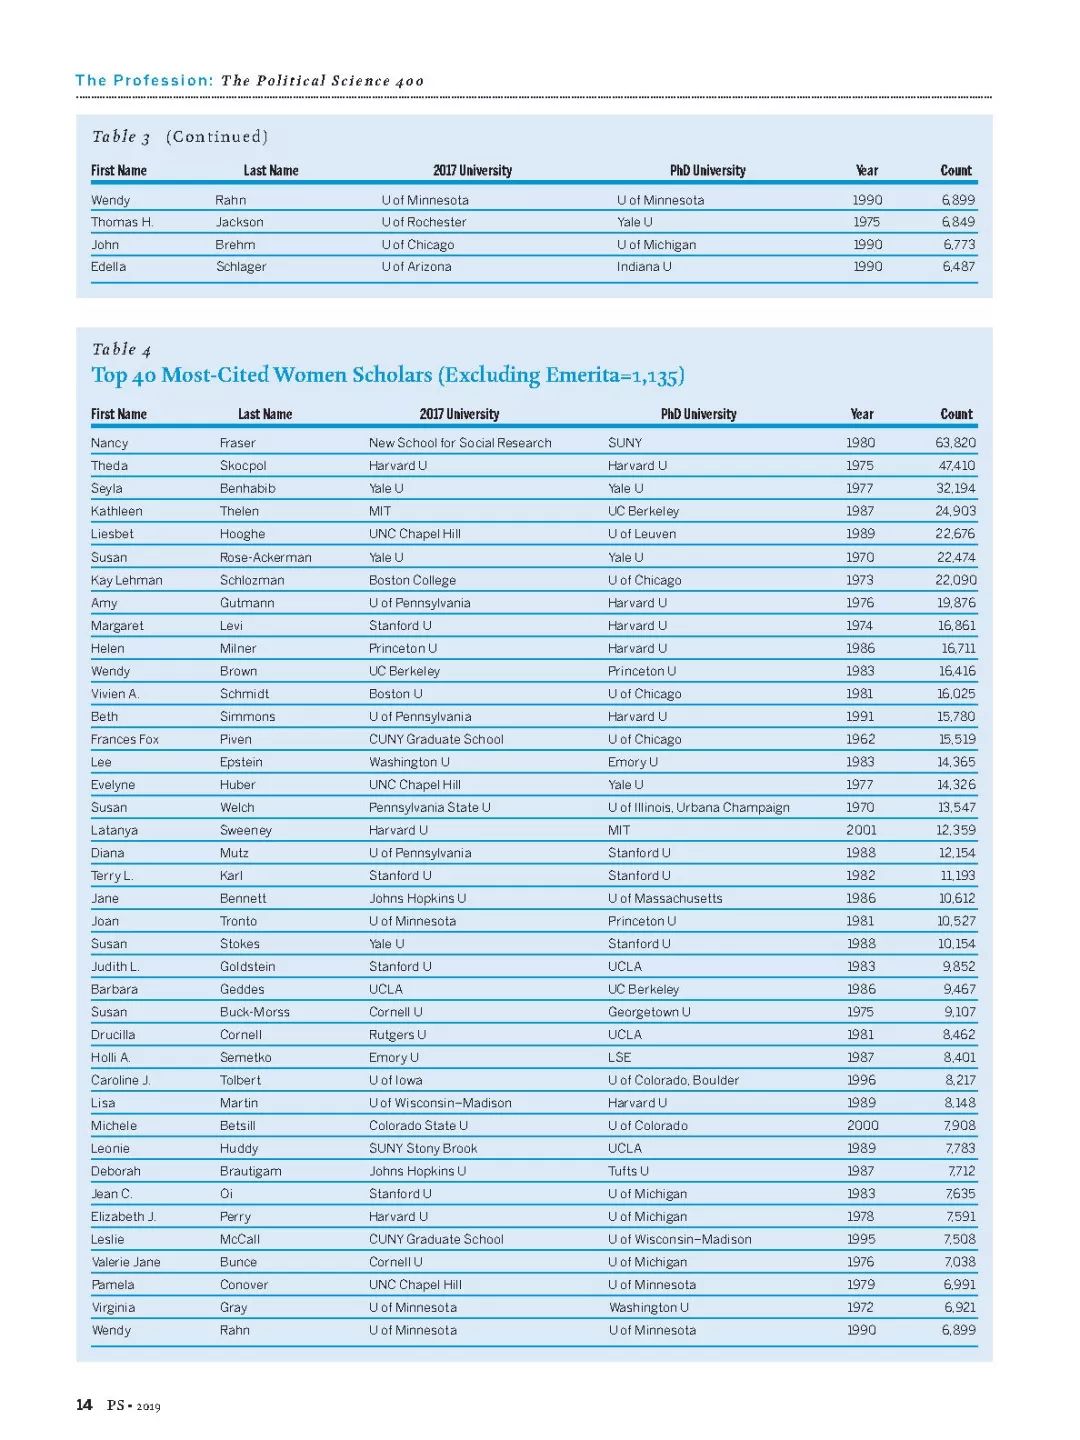 The Profession: The Political Science 400
Table 3 (Continued)
First Name Last Name 2017 University PhD University Year Count
Wendy Rahn U of Minnesota U of Minnesota 1990 6,899
Thomas H. Jackson U of Rochester Yale U 1975 6,849
John Brehm U of Chicago U of Michigan 1990 6,773
Edella Schlager U of Arizona Indiana U 1990 6,487
Table 4
Top 40 Most-Cited Women Scholars (Excluding Emerita=1,135)
First Name Last Name 2017 University PhD University Year Count
Nancy Fraser New School for Social Research SUNY 1980 63,820
Theda Skocpol Harvard U Harvard U 1975 47,410
Seyla Benhabib Yale U Yale U 1977 32,194
Kathleen Thelen MIT UC Berkeley 1987 24,903
Liesbet Hooghe UNC Chapel Hill U of Leuven 1989 22,676
Susan Rose-Ackerman Yale U Yale U 1970 22,474
Kay Lehman Schlozman Boston College U of Chicago 1973 22,090
Amy Gutmann U of Pennsylvania Harvard U 1976 19,876
Margaret Levi Stanford U Harvard U 1974 16,861
Helen Milner Princeton U Harvard U 1986 16,711
Wendy Brown UC Berkeley Princeton U 1983 16,416
Vivien A. Schmidt Boston U U of Chicago 1981 16,025
Beth Simmons U of Pennsylvania Harvard U 1991 15,780
Frances Fox Piven CUNY Graduate School U of Chicago 1962 15,519
Lee Epstein Washington U Emory U 1983 14,365
Evelyne Huber UNC Chapel Hill Yale U 1977 14,326
Susan Welch Pennsylvania State U U of Illinois, Urbana Champaign 1970 13,547
Latanya Sweeney Harvard U MIT 2001 12,359
Diana Mutz U of Pennsylvania Stanford U 1988 12,154
Terry L. Karl Stanford U Stanford U 1982 11,193
Jane Bennett Johns Hopkins U U of Massachusetts 1986 10,612
Joan Tronto U of Minnesota Princeton U 1981 10,527
Susan Stokes Yale U Stanford U 1988 10,154
Judith L. Goldstein Stanford U UCLA 1983 9,852
Barbara Geddes UCLA UC Berkeley 1986 9,467
Susan Buck-Morss Cornell U Georgetown U 1975 9,107
Drucilla Cornell Rutgers U UCLA 1981 8,462
Holli A. Semetko Emory U LSE 1987 8,401
Caroline J. Tolbert U of Iowa U of Colorado, Boulder 1996 8,217
Lisa Martin U of Wisconsin–Madison Harvard U 1989 8,148
Michele Betsill Colorado State U U of Colorado 2000 7,908
Leonie Huddy SUNY Stony Brook UCLA 1989 7,783
Deborah Brautigam Johns Hopkins U Tufts U 1987 7,712
Jean C. Oi Stanford U U of Michigan 1983 7,635
Elizabeth J. Perry Harvard U U of Michigan 1978 7,591
Leslie McCall CUNY Graduate School U of Wisconsin–Madison 1995 7,508
Valerie Jane Bunce Cornell U U of Michigan 1976 7,038
Pamela Conover UNC Chapel Hill U of Minnesota 1979 6,991
Virginia Gray U of Minnesota Washington U 1972 6,921
Wendy Rahn U of Minnesota U of Minnesota 1990 6,899
14 PS • 2019